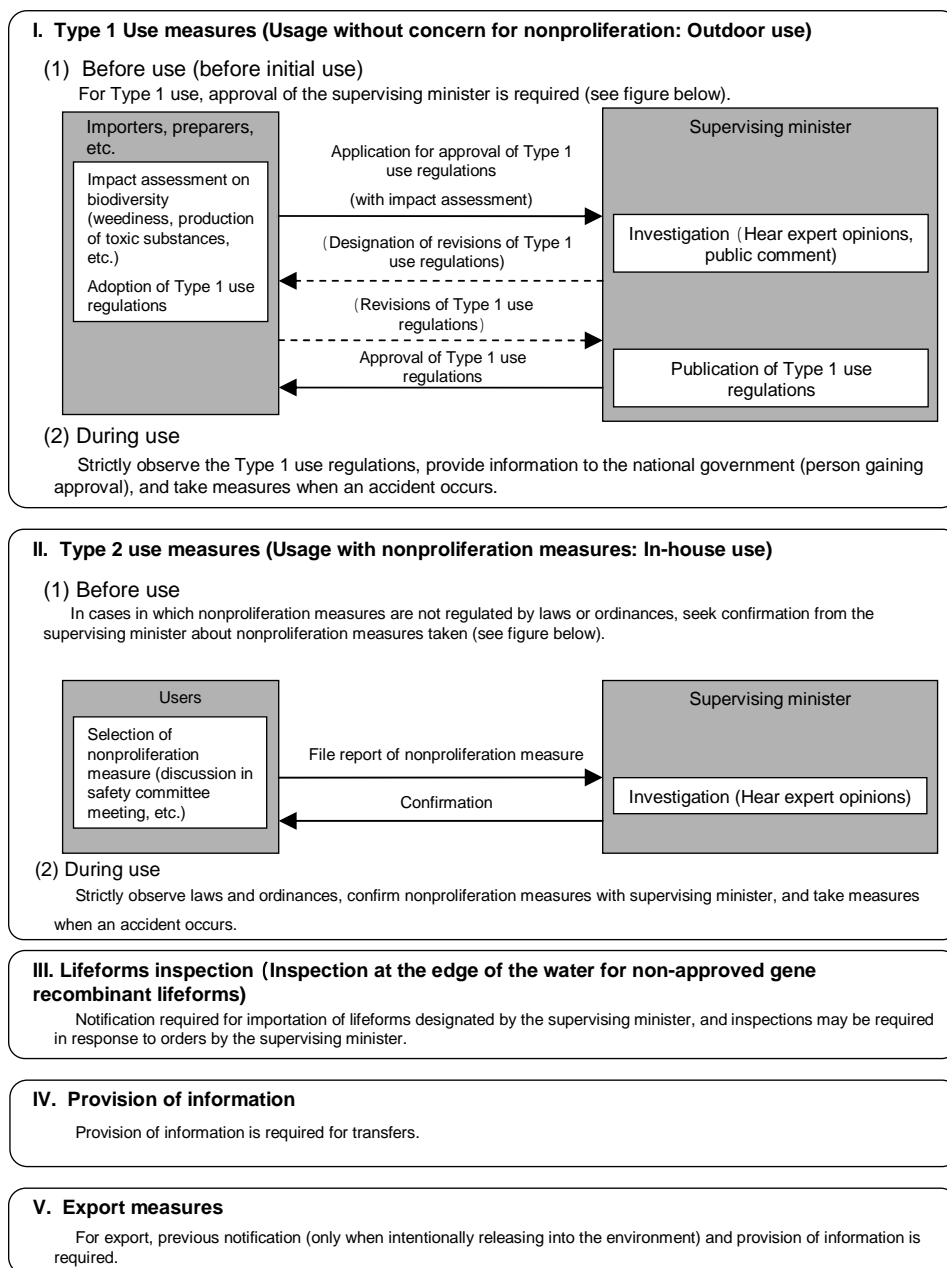 I. Type 1 Use measures (Usage without concern for nonproliferation: Outdoor use)
(1) Before use (before initial use)
For Type 1 use, approval of the supervising minister is required (see figure below).
Importers, preparers,
etc.
Impact assessment on
biodiversity
(weediness, production
of toxic substances,
etc.)
Adoption of Type 1 use
regulations
Application for approval of Type 1
use regulations
(with impact assessment)
(Designation of revisions of Type 1
use regulations)
(Revisions of Type 1 use
regulations)
Approval of Type 1 use
regulations
Supervising minister
Investigation (Hear expert opinions,
public comment)
Publication of Type 1 use
regulations
(2) During use
Strictly observe the Type 1 use regulations, provide information to the national government (person gaining
approval), and take measures when an accident occurs.
II. Type 2 use measures (Usage with nonproliferation measures: In-house use)
(1) Before use
In cases in which nonproliferation measures are not regulated by laws or ordinances, seek confirmation from the
supervising minister about nonproliferation measures taken (see figure below).
Users
Selection of
nonproliferation
measure (discussion in
safety committee
meeting, etc.)
File report of nonproliferation measure
Confirmation
Supervising minister
Investigation (Hear expert opinions)
(2) During use
Strictly observe laws and ordinances, confirm nonproliferation measures with supervising minister, and take measures
when an accident occurs.
III. Lifeforms inspection (Inspection at the edge of the water for non-approved gene
recombinant lifeforms)
Notification required for importation of lifeforms designated by the supervising minister, and inspections may be required
in response to orders by the supervising minister.
IV. Provision of information
Provision of information is required for transfers.
V. Export measures
For export, previous notification (only when intentionally releasing into the environment) and provision of information is
required.